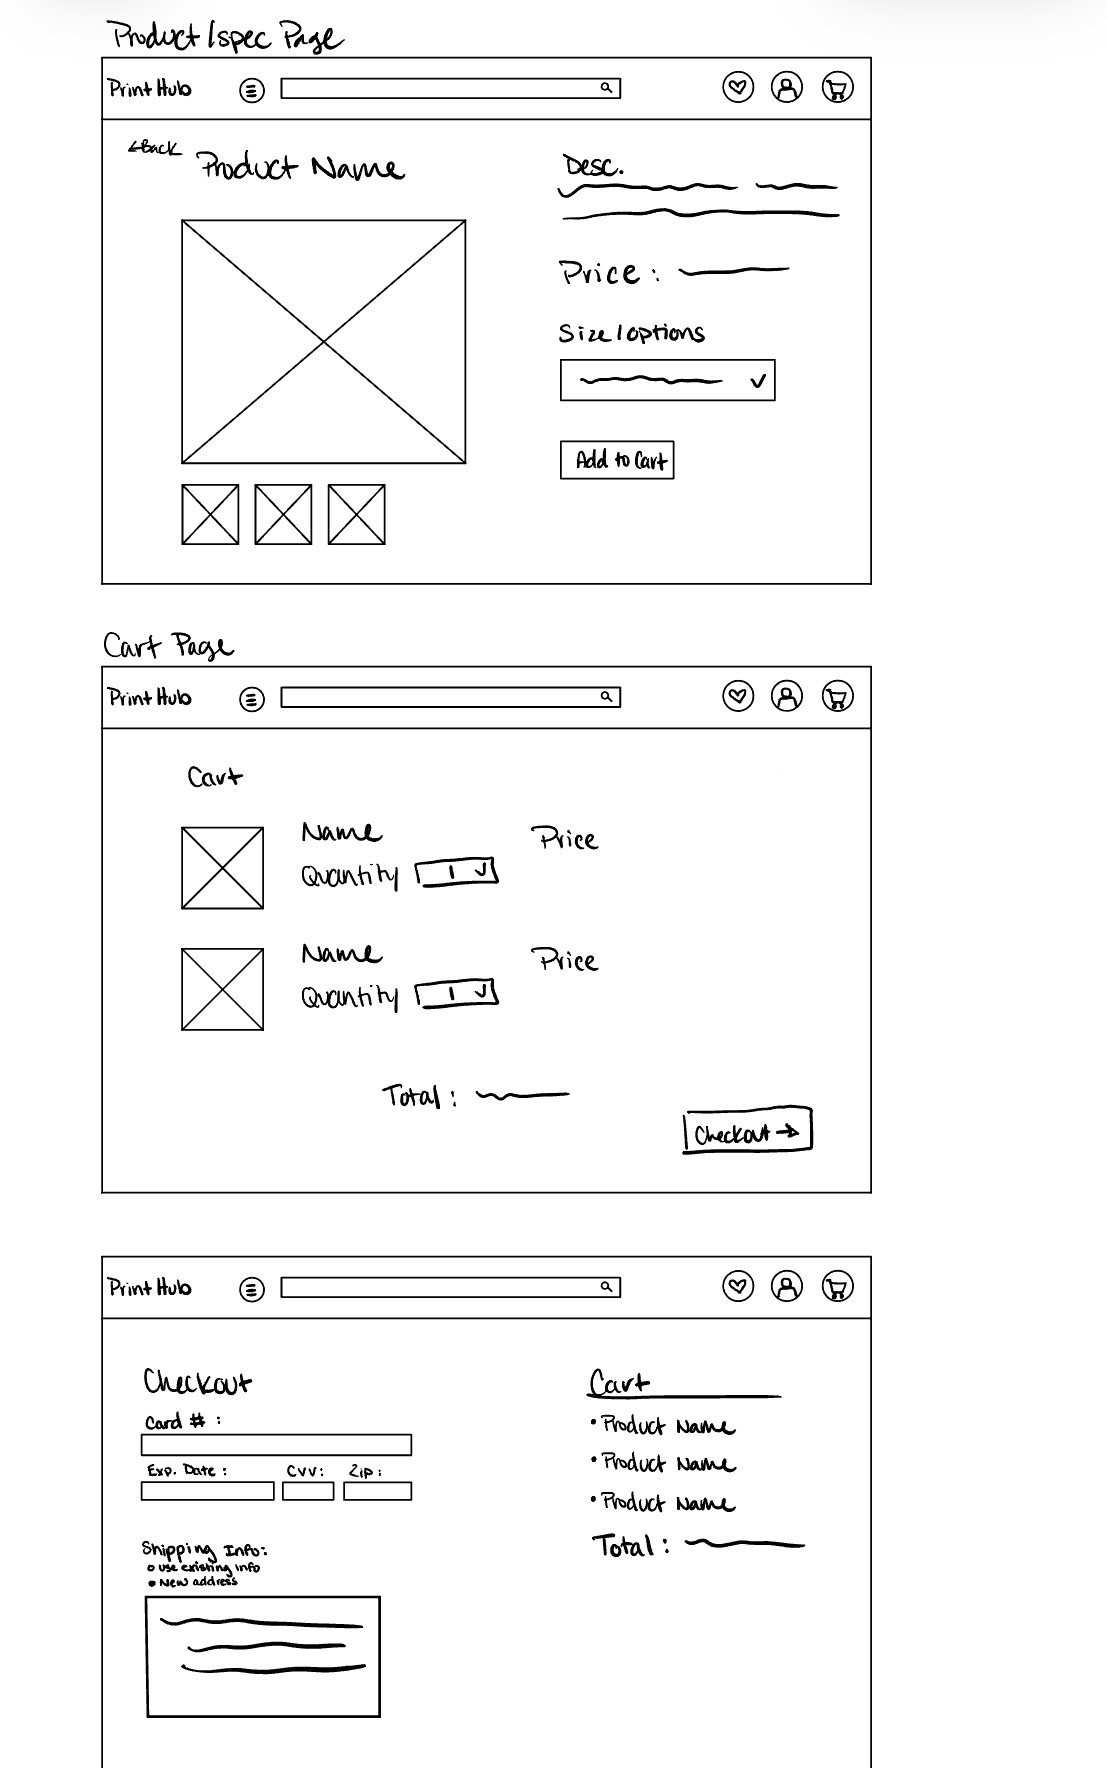 Product/spec Page
Print Hub
←Back
Product Name
Desc.
Price :
Size/options
Add to Cart
Cart Page
Print Hub
Cart
Name
Price
Quantity 1
Name
Price
Quantity 1
Total :
Checkout →
Print Hub
Checkout
Card # :
Exp. Date : CVV: Zip:
Shipping Info:
○ use existing info
● New address
Cart
• Product Name
• Product Name
• Product Name
Total :